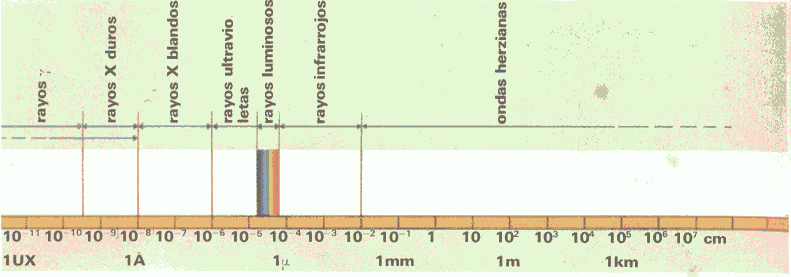 rayos γ
rayos X duros
rayos X blandos
rayos ultravio
letas
rayos luminosos
rayos infrarrojos
ondas herzianas
10⁻¹¹ 10⁻¹⁰ 10⁻⁹ 10⁻⁸ 10⁻⁷ 10⁻⁶ 10⁻⁵ 10⁻⁴ 10⁻³ 10⁻² 10⁻¹ 1 10 10² 10³ 10⁴ 10⁵ 10⁶ 10⁷ cm
1UX 1Å 1μ 1mm 1m 1km